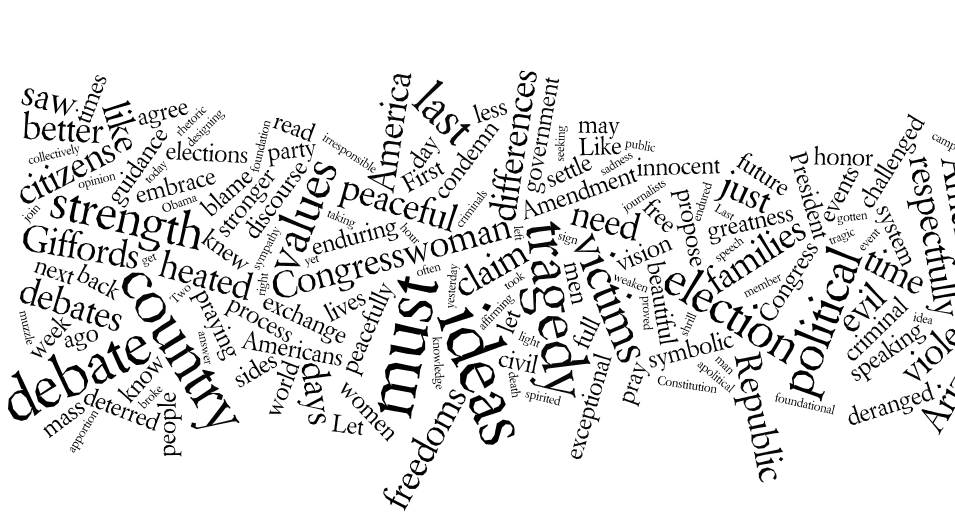 saw
times
better
like
agree
rhetoric
designing
collectively
citizens
opinion
guidance
today
elections
foundation
read
party
irresponsible
America
last
less
differences
government
seeking
may
Like
public
settle
sadness
innocent
Amendment
First
day
condemn
criminals
join
embrace
Obama
blame
stronger
discourse
values
peaceful
strength
knew
sympathy
enduring
taking
hour
yet
Congresswoman
left
need
sign
journalists
free
propose
endured
Last
just
future
greatness
President
honor
events
challenged
gotten
tragic
event
system
respectfully
camp
Giffords
get
heated
right
exchange
process
lives
peacefully
often
yesterday
claim
took
affirming
tragedy
men
victims
vision
weaken
proud
beautiful
shrill
election
families
speech
member
Congress
political
time
evil
criminal
idea
speaking
next
back
debates
muzzle
week
ago
country
Two
praying
answer
Americans
sides
world
days
Let
women
must
knowledge
ideas
let
light
civil
death
spirited
full
exceptional
pray
symbolic
Constitution
man
apolitical
Republic
foundational
deranged
debate
know
broke
mass
deterred
apportion
people
freedoms